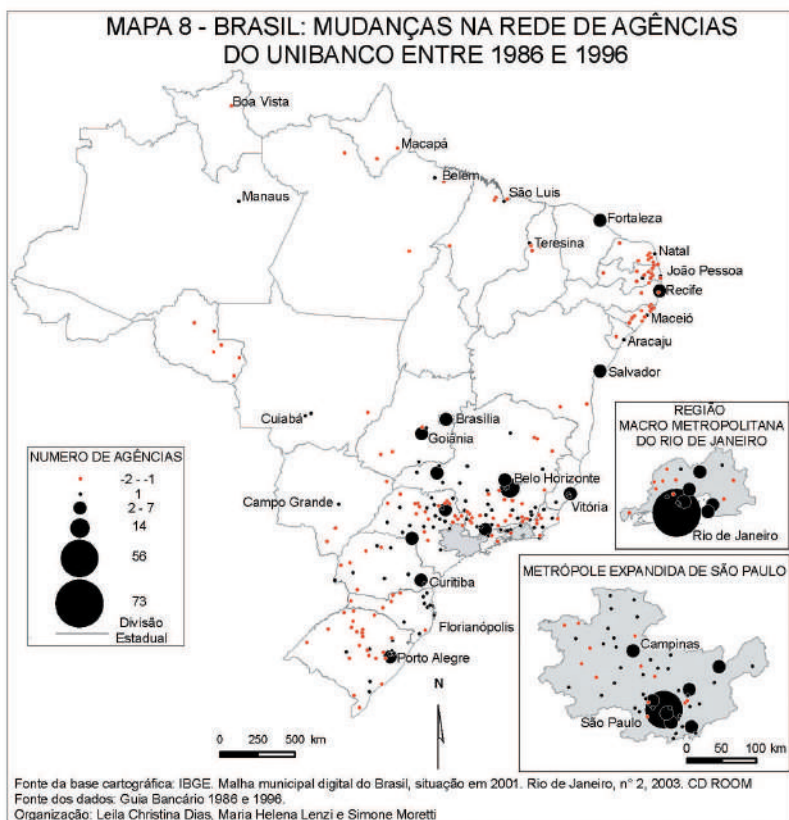 MAPA 8 - BRASIL: MUDANÇAS NA REDE DE AGÊNCIAS
DO UNIBANCO ENTRE 1986 E 1996
Boa Vista
Macapá
Belém
Manaus
São Luis
Fortaleza
Teresina
Natal
João Pessoa
Recife
Maceió
Aracaju
Salvador
Cuiabá
Brasília
Goiânia
Campo Grande
Belo Horizonte
Vitória
Curitiba
Florianópolis
Porto Alegre
NUMERO DE AGÊNCIAS
-2 - -1
1
2 - 7
14
56
73
Divisão
Estadual
REGIÃO
MACRO METROPOLITANA
DO RIO DE JANEIRO
Rio de Janeiro
METRÓPOLE EXPANDIDA DE SÃO PAULO
Campinas
São Paulo
0 50 100 km
N
0 250 500 km
Fonte da base cartográfica: IBGE. Malha municipal digital do Brasil, situação em 2001. Rio de Janeiro, n° 2, 2003. CD ROOM
Fonte dos dados: Guia Bancário 1986 e 1996.
Organização: Leila Christina Dias, Maria Helena Lenzi e Simone Moretti